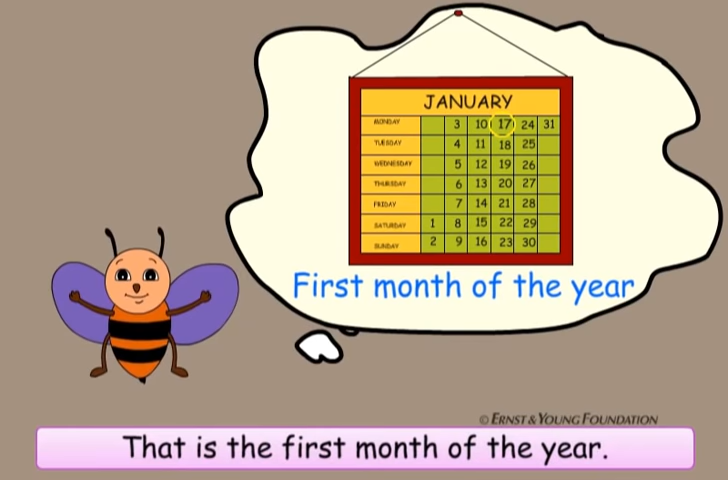 JANUARY
MONDAY 3 10 17 24 31
TUESDAY 4 11 18 25
WEDNESDAY 5 12 19 26
THURSDAY 6 13 20 27
FRIDAY 7 14 21 28
SATURDAY 1 8 15 22 29
SUNDAY 2 9 16 23 30
First month of the year
© ERNST & YOUNG FOUNDATION
That is the first month of the year.